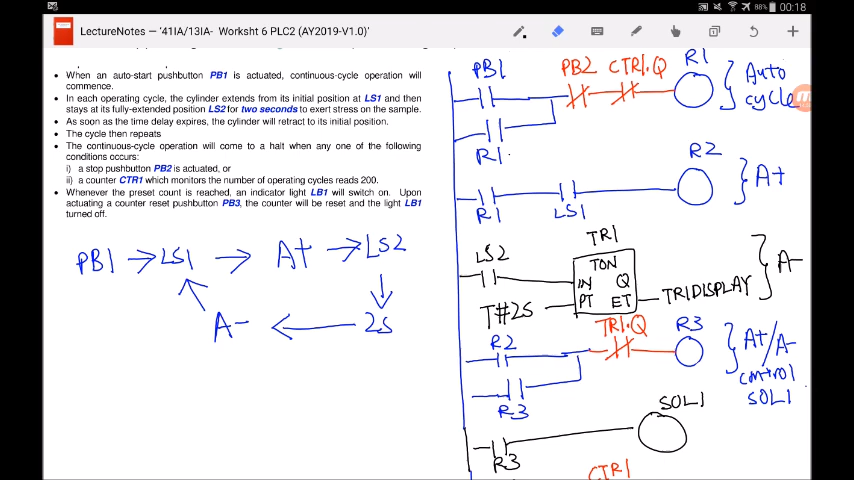 88% 00:18
LectureNotes - '41IA/13IA- Worksht 6 PLC2 (AY2019-V1.0)'
When an auto-start pushbutton PB1 is actuated, continuous-cycle operation will
commence.
In each operating cycle, the cylinder extends from its initial position at LS1 and then
stays at its fully-extended position LS2 for two seconds to exert stress on the sample.
As soon as the time delay expires, the cylinder will retract to its initial position.
The cycle then repeats
The continuous-cycle operation will come to a halt when any one of the following
conditions occurs:
i) a stop pushbutton PB2 is actuated, or
ii) a counter CTR1 which monitors the number of operating cycles reads 200.
Whenever the preset count is reached, an indicator light LB1 will switch on. Upon
actuating a counter reset pushbutton PB3, the counter will be reset and the light LB1
turned off.
PB1 → LS1 → A+ → LS2
A- ← 2S
PB1 PB2 CTR1.Q R1
Auto
cycle
R1
R2
A+
R1 LS1
TR1
LS2
TON
IN Q
PT ET
T#2S
TR1DISPLAY
A-
TR1.Q R3
R2
A+/A-
control
SOL1
R3
SOL1
R3
CTR1